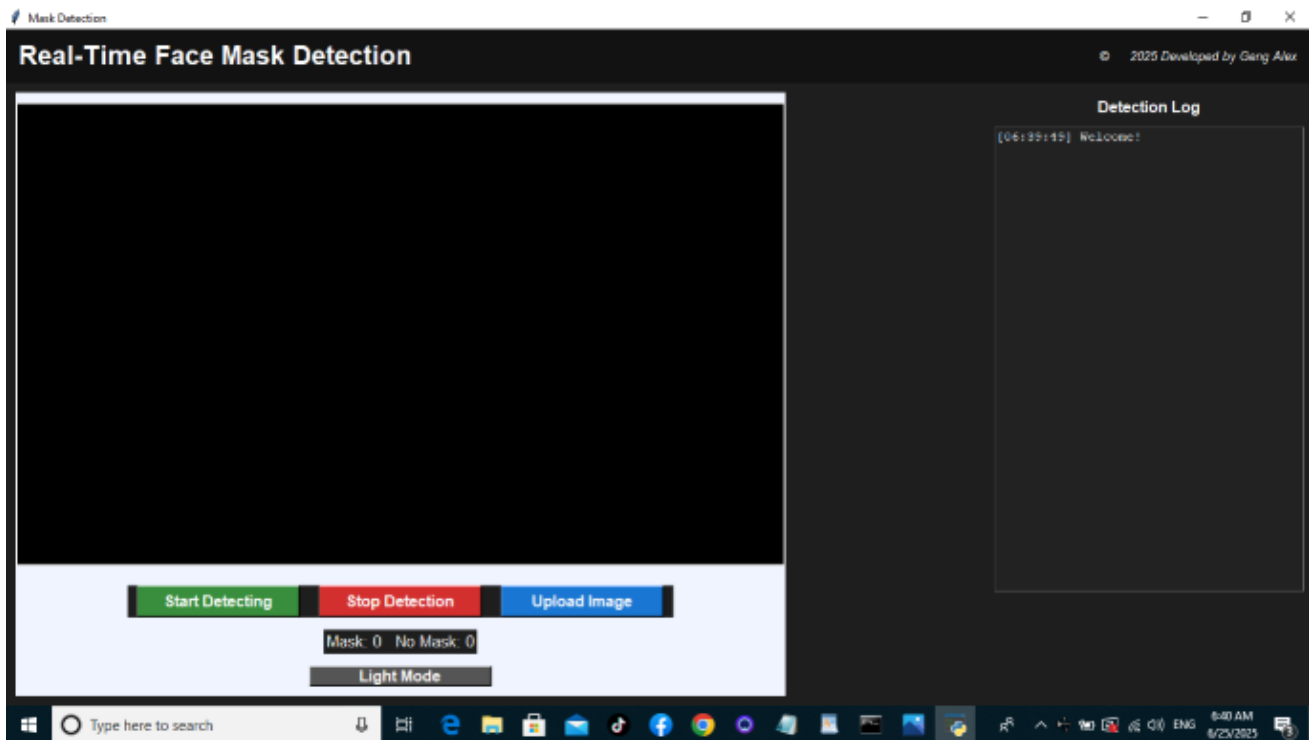 Mask Detection
Real-Time Face Mask Detection
© 2025 Developed by Geng Alex
Detection Log
[06:39:49] Welcome!
Start Detecting
Stop Detection
Upload Image
Mask: 0 No Mask: 0
Light Mode
Type here to search
ENG
6:40 AM
6/25/2025
3